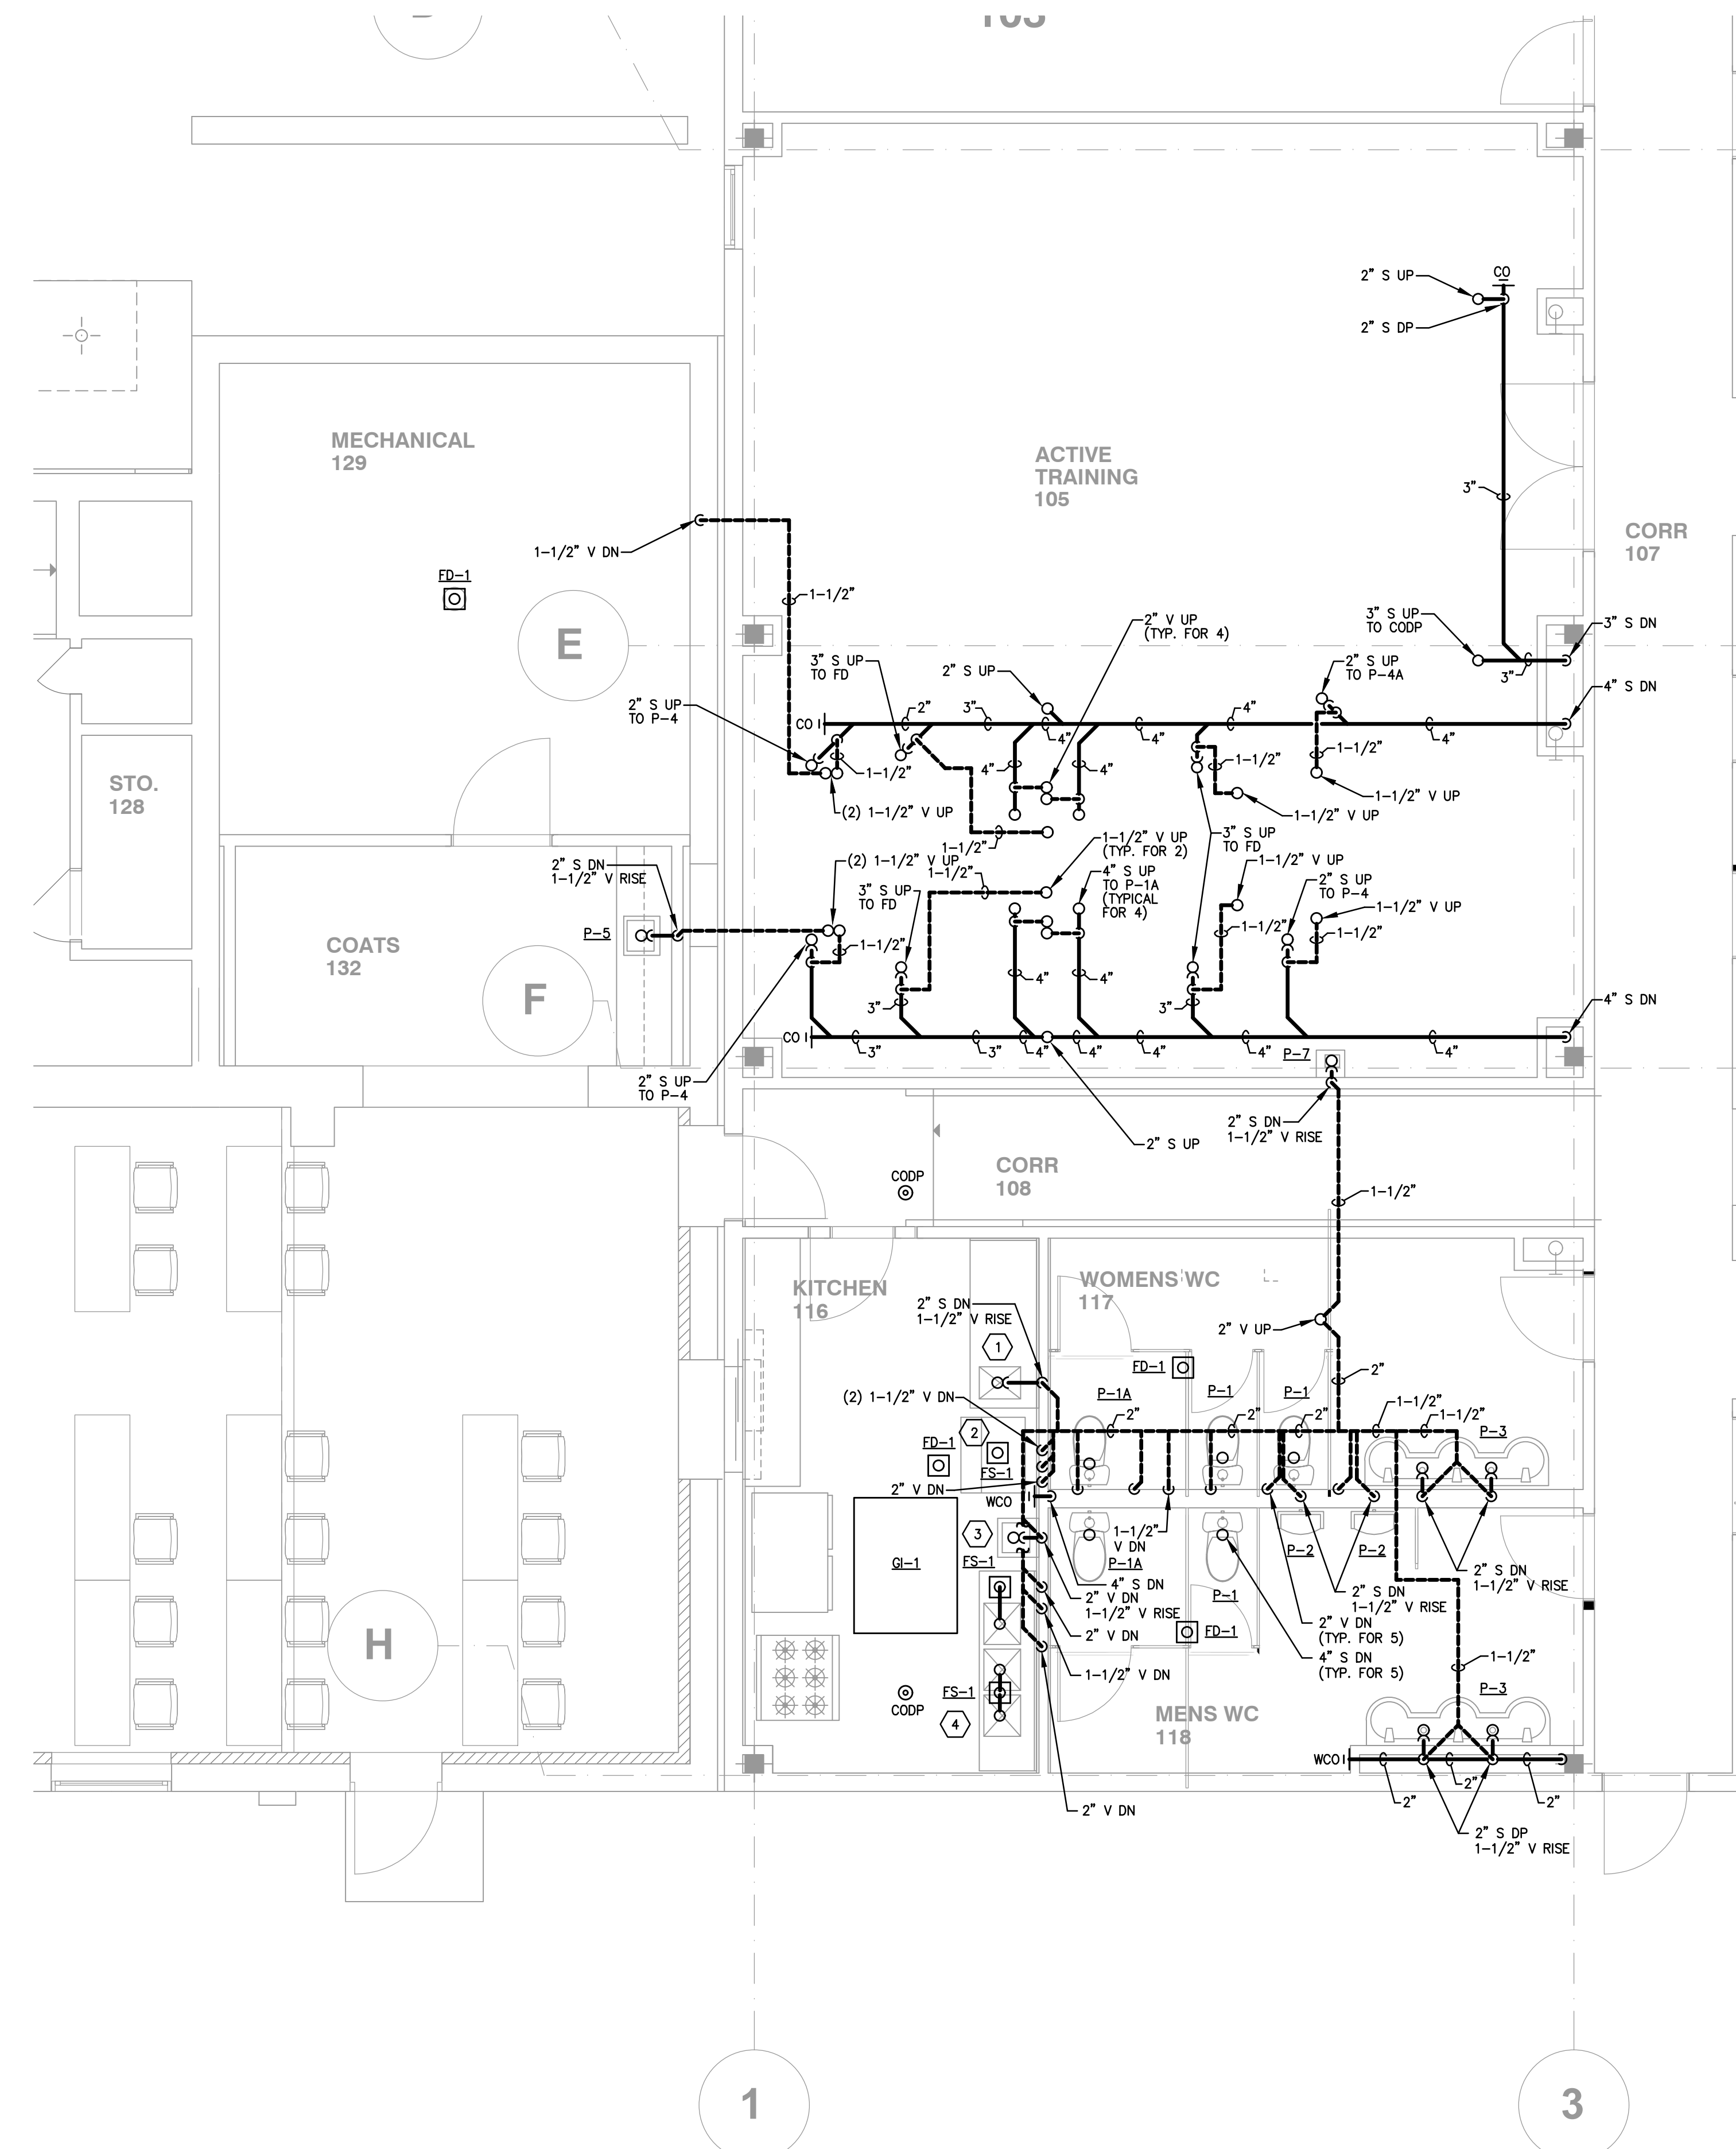 MECHANICAL
129
ACTIVE
TRAINING
105
CORR
107
2" S UP
CO
2" S DP
3"
1-1/2" V DN
FD-1
1-1/2"
E
3" S UP
TO CODP
3" S DN
3"
2" V UP
(TYP. FOR 4)
3" S UP
TO FD
2" S UP
2" S UP
TO P-4A
4" S DN
2" S UP
TO P-4
CO
2"
3"
4"
4"
4"
4"
1-1/2"
4"
4"
1-1/2"
1-1/2"
1-1/2" V UP
(2) 1-1/2" V UP
1-1/2" V UP
STO.
128
1-1/2"
3" S UP
TO FD
1-1/2" V UP
(TYP. FOR 2)
2" S DN
1-1/2" V RISE
(2) 1-1/2" V UP
1-1/2"
1-1/2" V UP
3" S UP
TO FD
4" S UP
TO P-1A
(TYPICAL
FOR 4)
2" S UP
TO P-4
1-1/2" V UP
P-5
COATS
132
1-1/2"
1-1/2"
1-1/2"
4"
4"
3"
3"
F
4" S DN
CO
3"
3"
4"
4"
4"
4"
4"
P-7
2" S UP
TO P-4
2" S DN
1-1/2" V RISE
2" S UP
CODP
CORR
108
1-1/2"
KITCHEN
116
WOMENS WC
117
2" S DN
1-1/2" V RISE
2" V UP
1
FD-1
2"
(2) 1-1/2" V DN
P-1A
P-1
P-1
1-1/2"
2"
2"
2"
1-1/2"
P-3
2
FD-1
FS-1
2" V DN
WCO
3
1-1/2"
V DN
FS-1
GI-1
P-1A
P-2
P-2
2" S DN
1-1/2" V RISE
4" S DN
2" V DN
1-1/2" V RISE
P-1
2" S DN
1-1/2" V RISE
2" V DN
(TYP. FOR 5)
2" V DN
FD-1
4" S DN
(TYP. FOR 5)
H
1-1/2" V DN
1-1/2"
FS-1
P-3
CODP
4
MENS WC
118
WCO
2"
2"
2"
2" V DN
2" S DP
1-1/2" V RISE
1
3